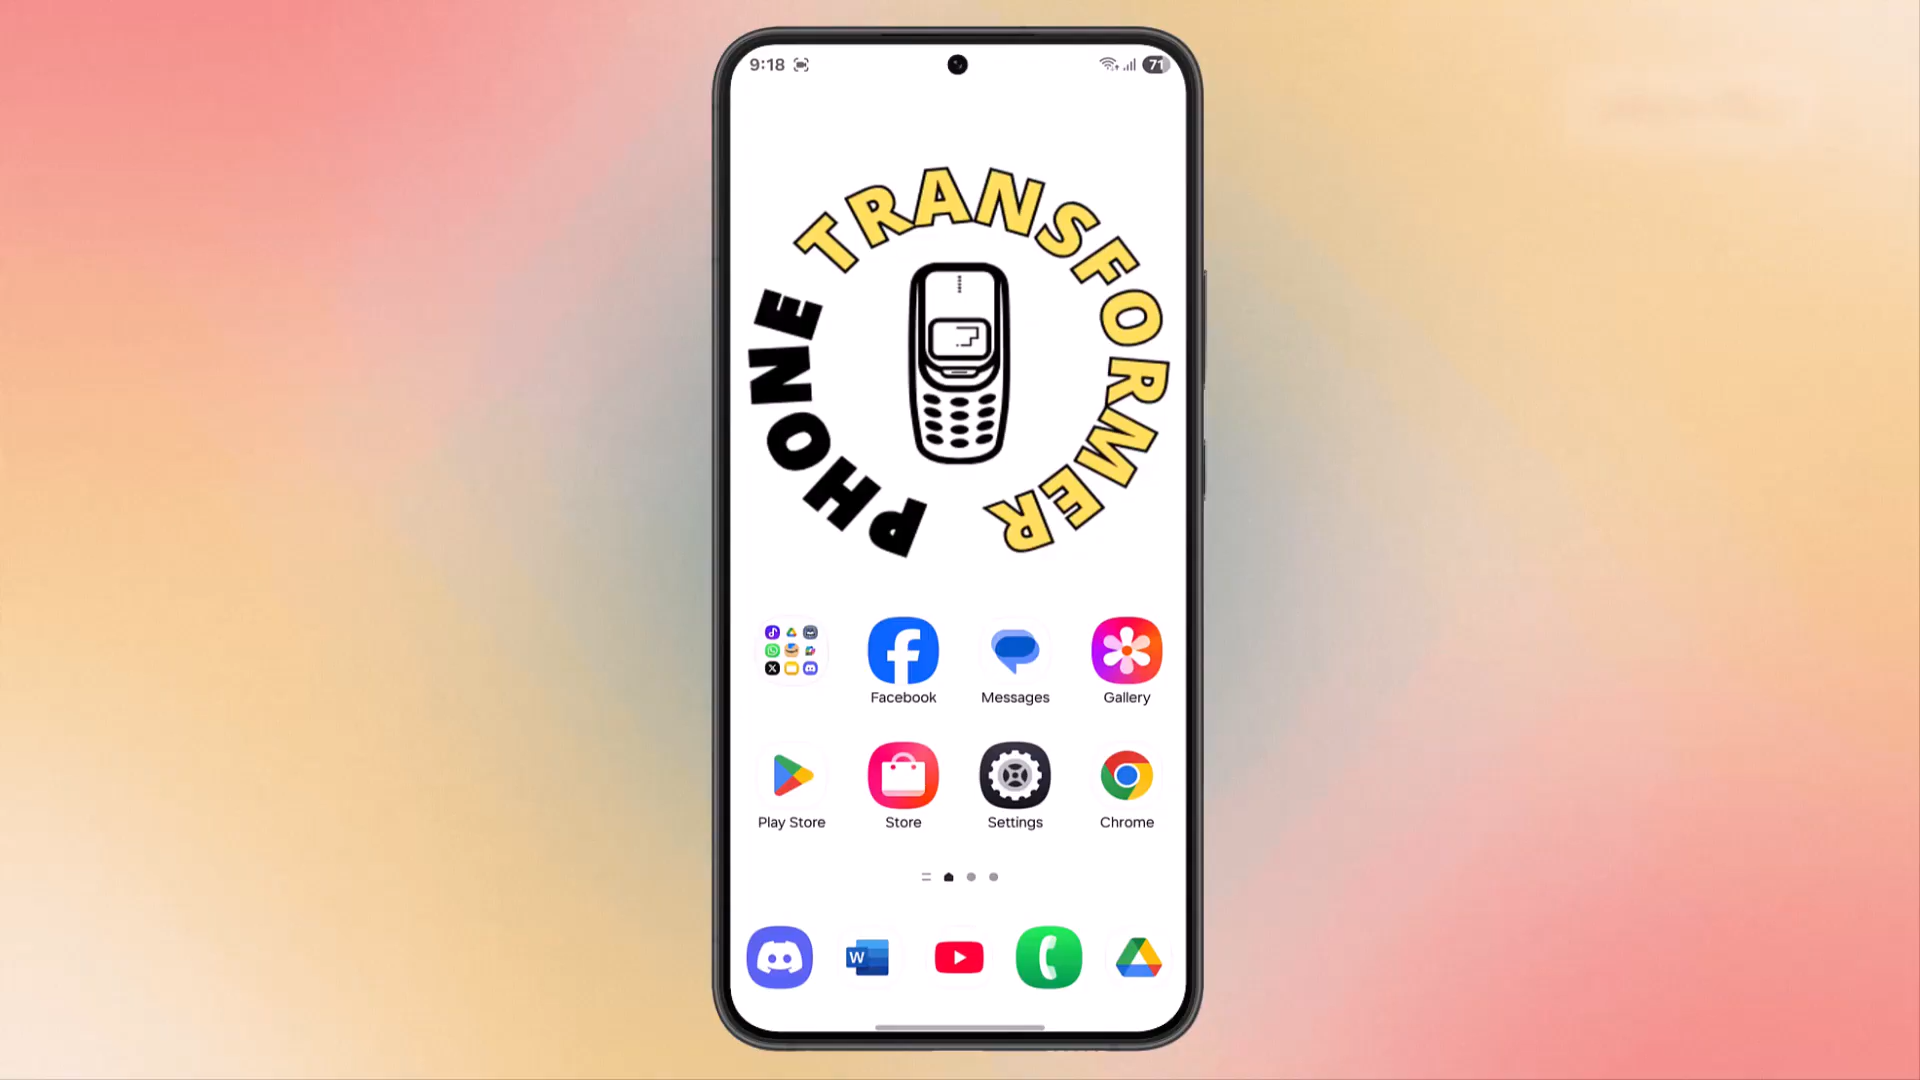 9:18
71
PHONE TRANSFORMER
Facebook
Messages
Gallery
Play Store
Store
Settings
Chrome
W